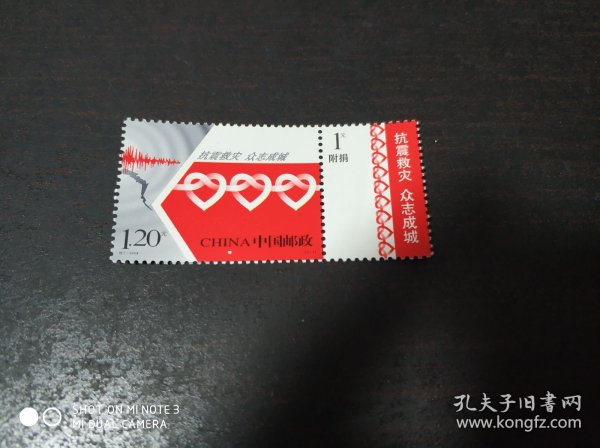 抗震救灾 众志成城
1.20元
CHINA 中国邮政
1元
附捐
抗震救灾 众志成城
SHOT ON MI NOTE 3
MI DUAL CAMERA
孔夫子旧书网
www.kongfz.com